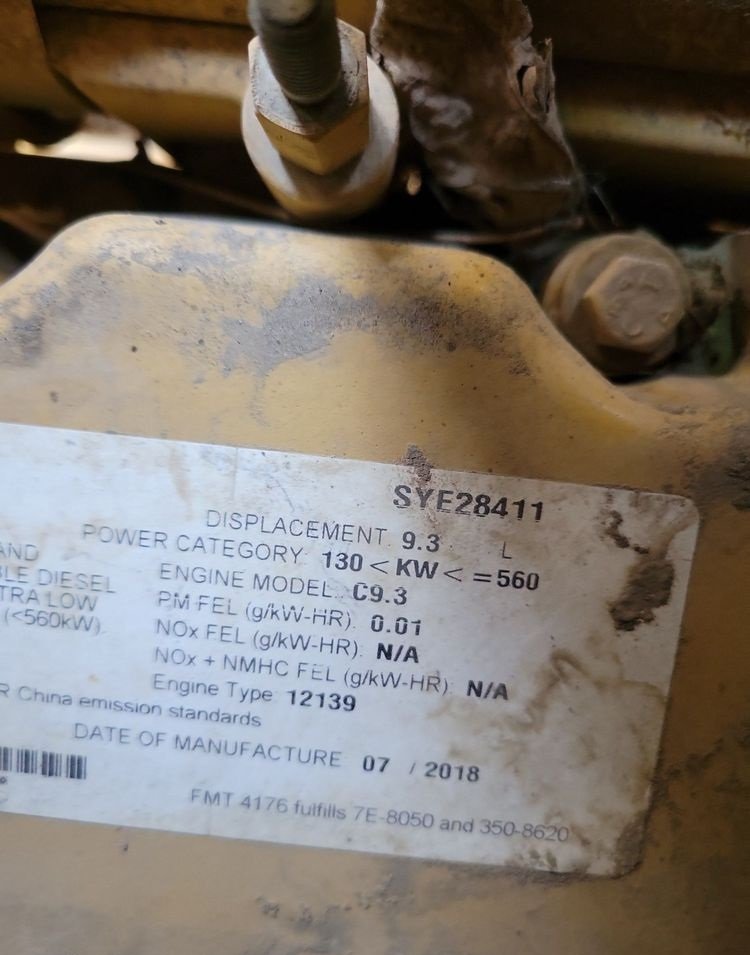 SYE28411
DISPLACEMENT: 9.3 L
POWER CATEGORY: 130 < KW < = 560
AND
ENGINE MODEL: C9.3
LE DIESEL
PM FEL (g/kW-HR): 0.01
TRA LOW
NOx FEL (g/kW-HR): N/A
(<560kW)
NOx + NMHC FEL (g/kW-HR): N/A
Engine Type: 12139
R China emission standards
DATE OF MANUFACTURE 07 / 2018
FMT 4176 fulfills 7E-8050 and 350-8620